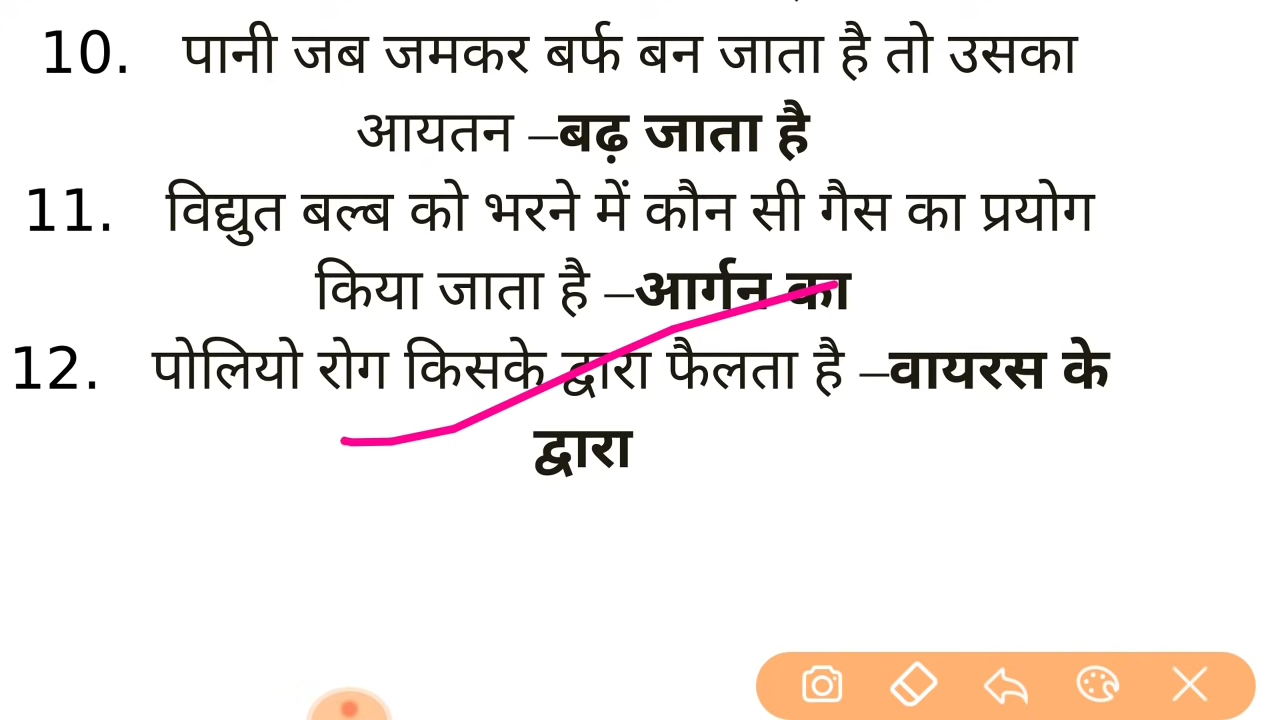 10. पानी जब जमकर बर्फ बन जाता है तो उसका
आयतन –बढ़ जाता है
11. विद्युत बल्ब को भरने में कौन सी गैस का प्रयोग
किया जाता है –आर्गन का
12. पोलियो रोग किसके द्वारा फैलता है –वायरस के
द्वारा